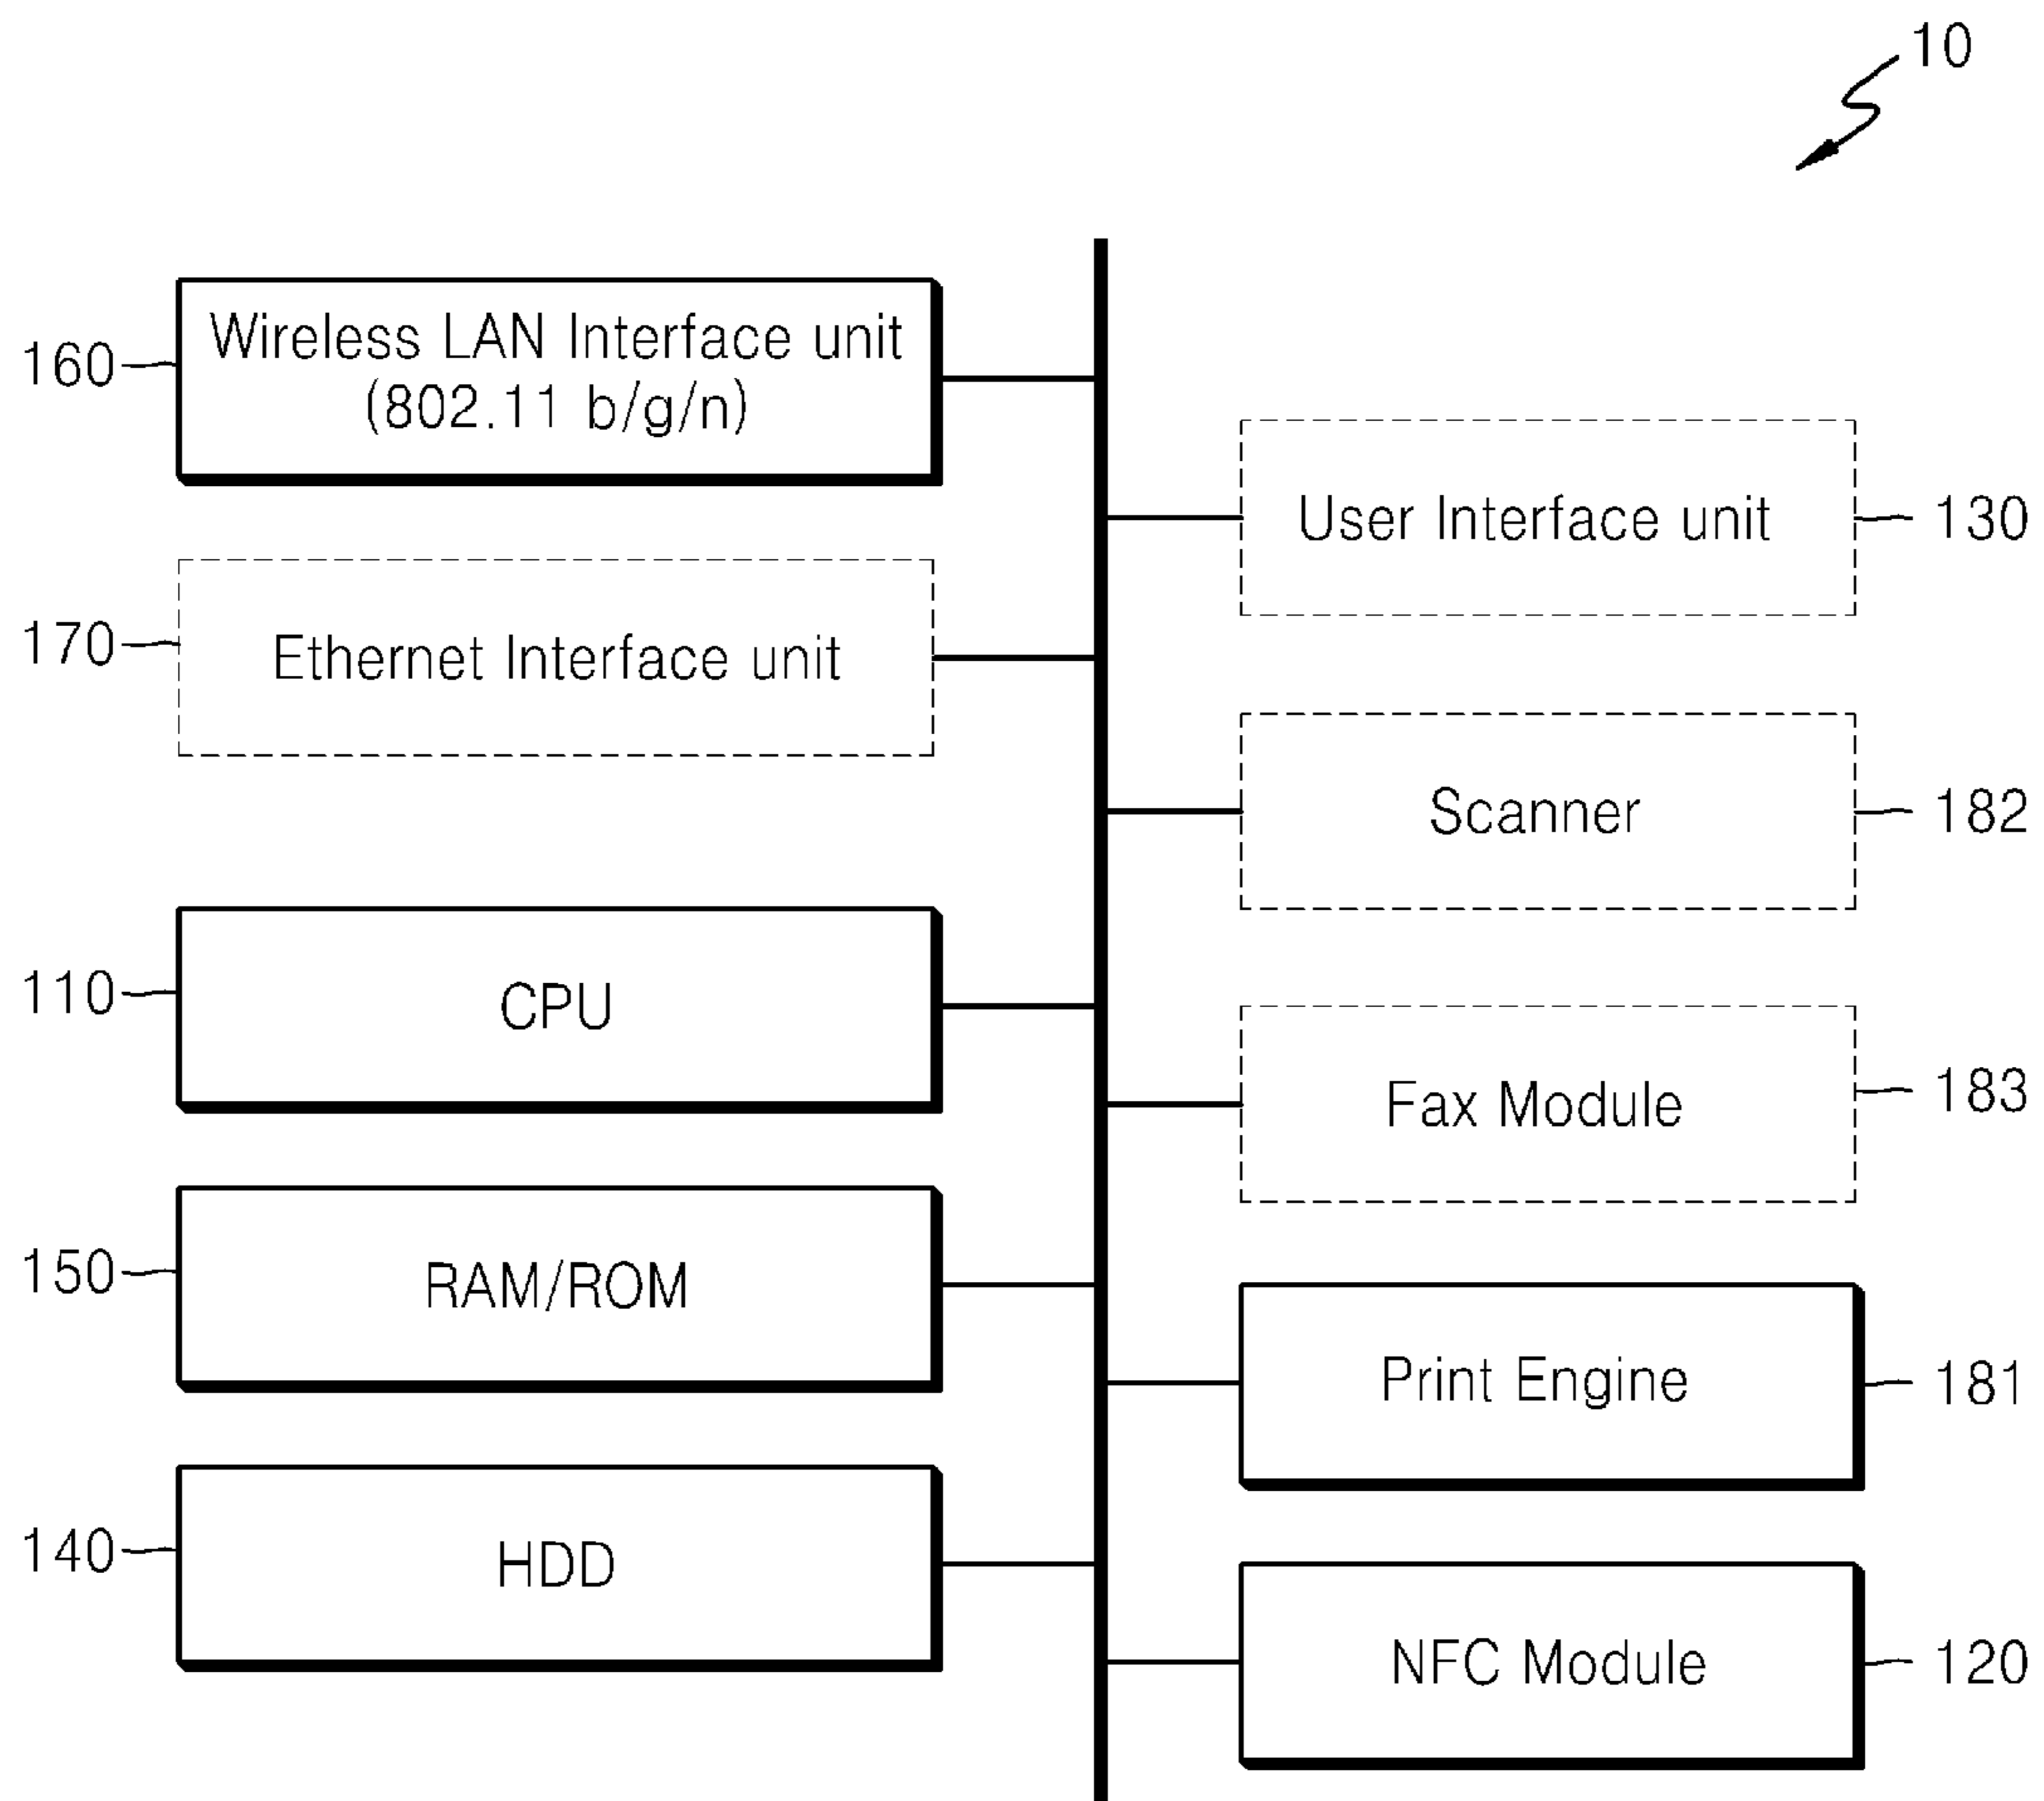 10
160
Wireless LAN Interface unit
(802.11 b/g/n)
170
Ethernet Interface unit
110
CPU
150
RAM/ROM
140
HDD
User Interface unit
130
Scanner
182
Fax Module
183
Print Engine
181
NFC Module
120